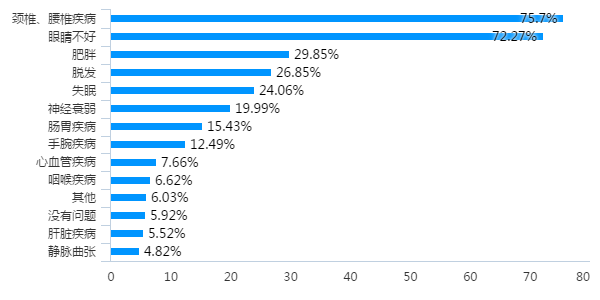 颈椎、腰椎疾病 75.7%
眼睛不好 72.27%
肥胖 29.85%
脱发 26.85%
失眠 24.06%
神经衰弱 19.99%
肠胃疾病 15.43%
手腕疾病 12.49%
心血管疾病 7.66%
咽喉疾病 6.62%
其他 6.03%
没有问题 5.92%
肝脏疾病 5.52%
静脉曲张 4.82%
0 10 20 30 40 50 60 70 80